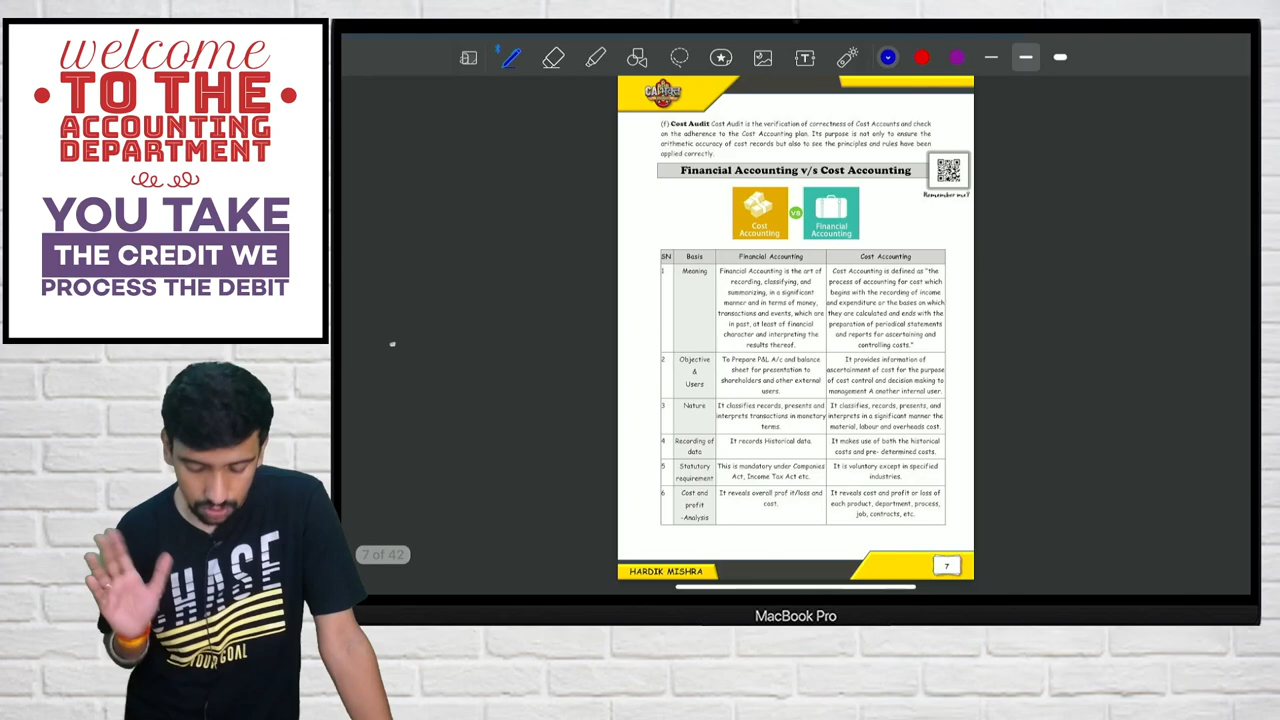 welcome
TO THE
ACCOUNTING
DEPARTMENT
YOU TAKE
THE CREDIT WE
PROCESS THE DEBIT
(f) Cost Audit Cost Audit is the verification of correctness of Cost Accounts and check
on the adherence to the Cost Accounting plan. Its purpose is not only to ensure the
arithmetic accuracy of cost records but also to see the principles and rules have been
applied correctly.
Financial Accounting v/s Cost Accounting
Remember me?
Cost
Accounting
VS
Financial
Accounting
SN Basis Financial Accounting Cost Accounting
1 Meaning
Financial Accounting is the art of
recording, classifying, and
summarizing, in a significant
manner and in terms of money,
transactions and events, which are
in past, at least of financial
character and interpreting the
results thereof.
Cost Accounting is defined as "the
process of accounting for cost which
begins with the recording of income
and expenditure or the bases on which
they are calculated and ends with the
preparation of periodical statements
and reports for ascertaining and
controlling costs."
2 Objective
&
Users
To Prepare P&L A/c and balance
sheet for presentation to
shareholders and other external
users.
It provides information of
ascertainment of cost for the purpose
of cost control and decision making to
management A another internal user.
3 Nature
It classifies records, presents and
interprets transactions in monetary
terms.
It classifies, records, presents, and
interprets in a significant manner the
material, labour and overheads cost.
4 Recording of
data
It records Historical data.
It makes use of both the historical
costs and pre- determined costs.
5 Statutory
requirement
This is mandatory under Companies
Act, Income Tax Act etc.
It is voluntary except in specified
industries.
6 Cost and
profit
-Analysis
It reveals overall prof it/loss and
cost.
It reveals cost and profit or loss of
each product, department, process,
job, contracts, etc.
7 of 42
HARDIK MISHRA
7
MacBook Pro
CHASE
YOUR GOAL